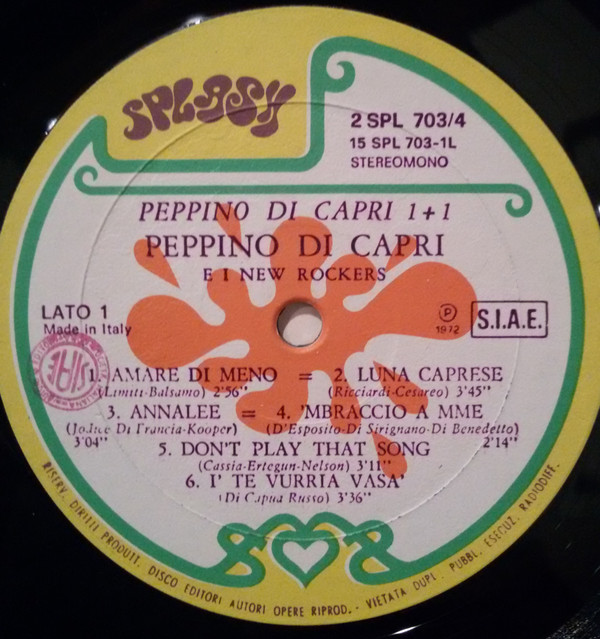 SPLASH
2 SPL 703/4
15 SPL 703-1L
STEREOMONO
PEPPINO DI CAPRI 1+1
PEPPINO DI CAPRI
E I NEW ROCKERS
LATO 1
Made in Italy
P
1972
S.I.A.E.
SIAE
1. AMARE DI MENO = 2. LUNA CAPRESE
(Limiti-Balsamo) 2'56" (Ricciardi-Cesareo) 3'45"
3. ANNALEE = 4. 'MBRACCIO A MME
(Jodice Di Francia-Kooper) (D'Esposito-Di Sirignano-Di Benedetto)
3'04" 2'14"
5. DON'T PLAY THAT SONG
(Cassia-Ertegun-Nelson) 3'11"
6. I' TE VURRIA VASA'
(Di Capua Russo) 3'36"
RISERV. DIRITTI PRODUTT. DISCO EDITORI AUTORI OPERE RIPROD. - VIETATA DUPL. PUBBL. ESECUZ. RADIODIFF.